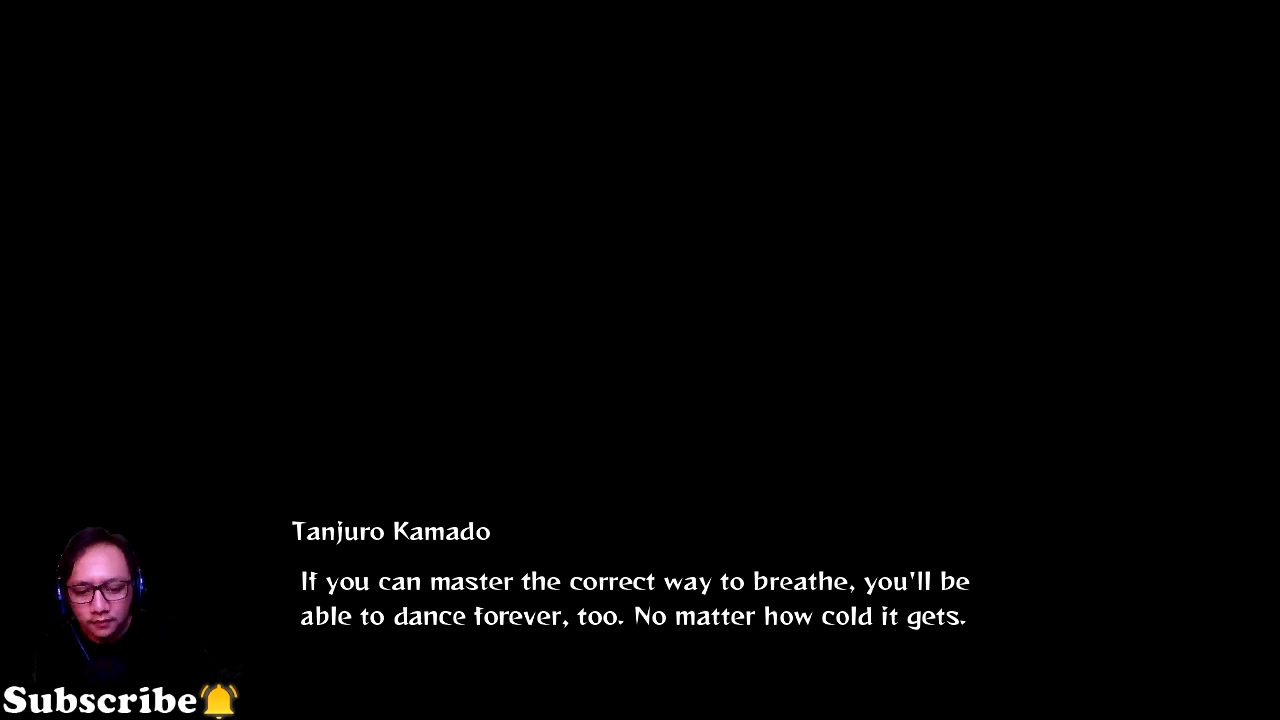 Tanjuro Kamado
If you can master the correct way to breathe, you'll be
able to dance forever, too. No matter how cold it gets.
Subscribe